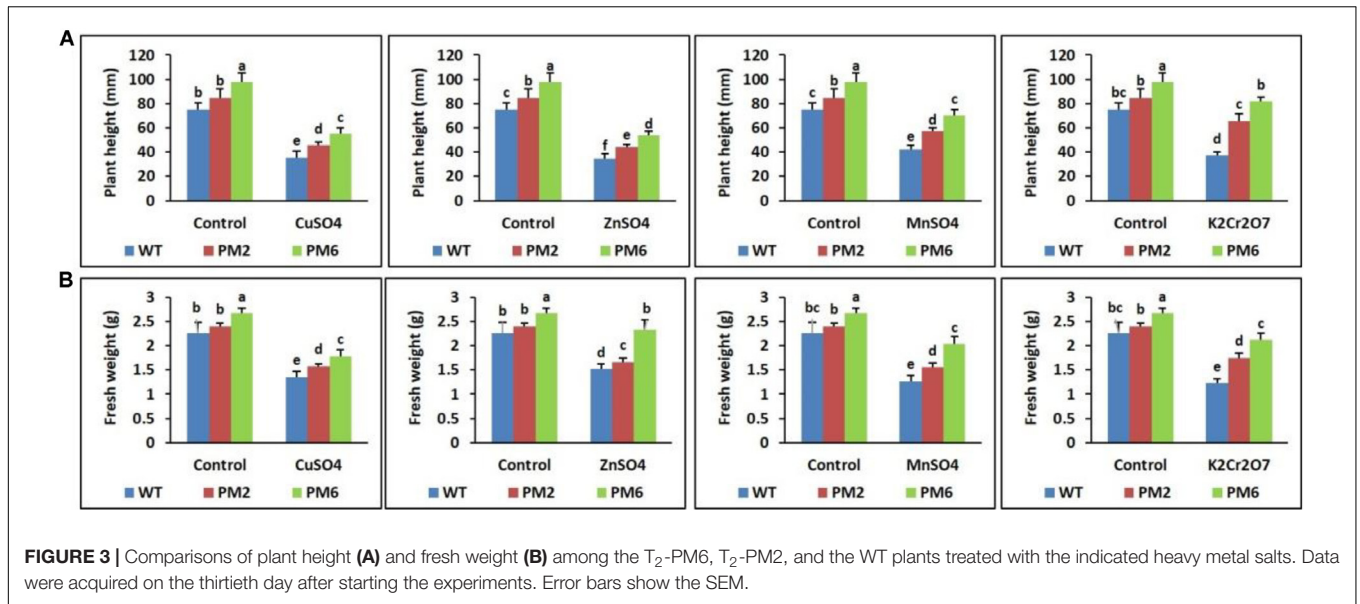 A
Plant height (mm)
120
100
80
60
40
20
0
b b a
e d c
Control CuSO4
WT PM2 PM6
Plant height (mm)
120
100
80
60
40
20
0
c b a
f e d
Control ZnSO4
WT PM2 PM6
Plant height (mm)
120
100
80
60
40
20
0
c b a
e d c
Control MnSO4
WT PM2 PM6
Plant height (mm)
120
100
80
60
40
20
0
bc b a
d c b
Control K2Cr2O7
WT PM2 PM6
B
Fresh weight (g)
3
2.5
2
1.5
1
0.5
0
b b a
e d c
Control CuSO4
WT PM2 PM6
Fresh weight (g)
3
2.5
2
1.5
1
0.5
0
b b a
d c b
Control ZnSO4
WT PM2 PM6
Fresh weight (g)
3
2.5
2
1.5
1
0.5
0
bc b a
e d c
Control MnSO4
WT PM2 PM6
Fresh weight (g)
3
2.5
2
1.5
1
0.5
0
bc b a
e d c
Control K2Cr2O7
WT PM2 PM6
FIGURE 3 | Comparisons of plant height (A) and fresh weight (B) among the T2-PM6, T2-PM2, and the WT plants treated with the indicated heavy metal salts. Data
were acquired on the thirtieth day after starting the experiments. Error bars show the SEM.